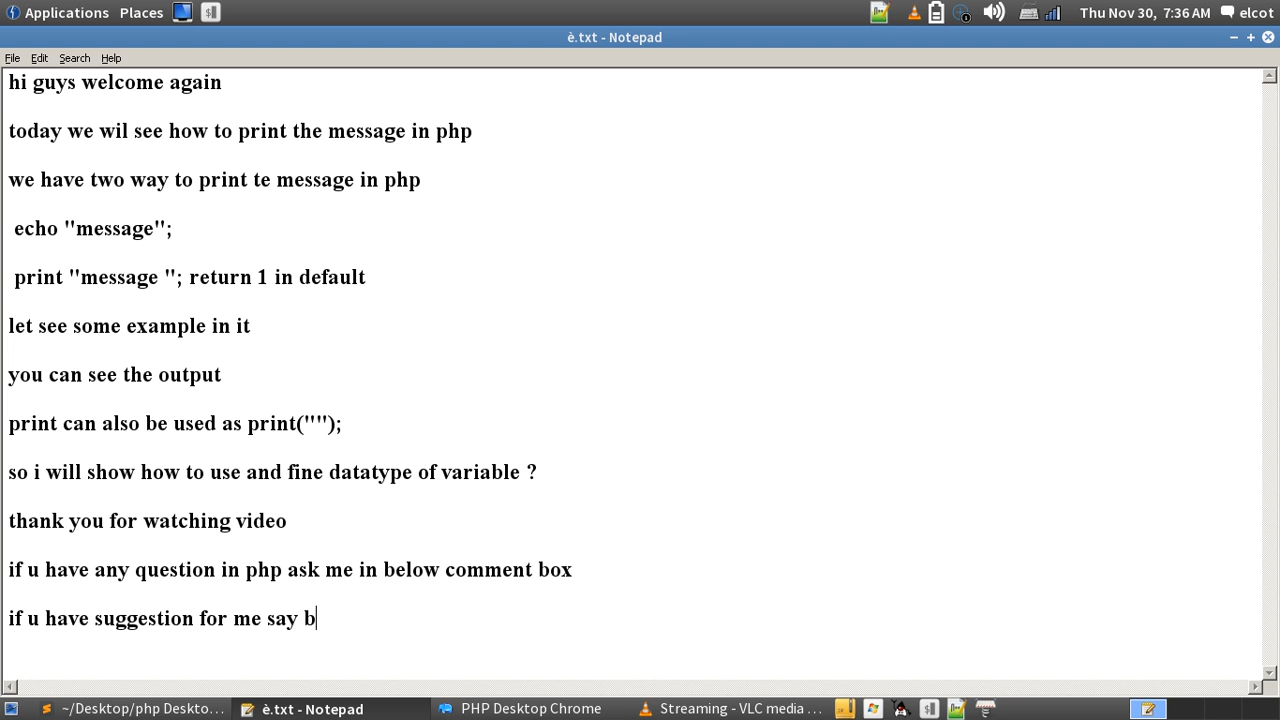 Applications Places Thu Nov 30, 7:36 AM elcot
è.txt - Notepad
File Edit Search Help
hi guys welcome again
today we wil see how to print the message in php
we have two way to print te message in php
echo "message";
print "message "; return 1 in default
let see some example in it
you can see the output
print can also be used as print("");
so i will show how to use and fine datatype of variable ?
thank you for watching video
if u have any question in php ask me in below comment box
if u have suggestion for me say b
~/Desktop/php Deskto... è.txt - Notepad PHP Desktop Chrome Streaming - VLC media ...